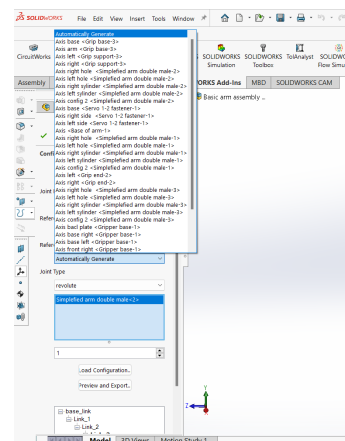 SOLIDWORKS File Edit View Insert Tools Window
CircuitWorks
SOLIDWORKS SOLIDWORKS TolAnalyst SOLIDWORKS
Simulation Toolbox Flow Simu
Assembly
ORKS Add-Ins MBD SOLIDWORKS CAM
Basic arm assembly ..
Automatically Generate
Axis base <Grip base-3>
Axis arm <Grip base-3>
Axis left <Grip support-3>
Axis right <Grip support-3>
Axis right hole <Simplefied arm double male-2>
Axis left hole <Simplefied arm double male-2>
Axis right sylinder <Simplefied arm double male-2>
Axis left sylinder <Simplefied arm double male-2>
Axis config 2 <Simplefied arm double male-2>
Axis base <Servo 1-2 fastener-1>
Axis right side <Servo 1-2 fastener-1>
Axis left side <Servo 1-2 fastener-1>
Axis <Base of arm-1>
Axis right hole <Simplefied arm double male-1>
Axis left hole <Simplefied arm double male-1>
Axis right sylinder <Simplefied arm double male-1>
Axis left sylinder <Simplefied arm double male-1>
Axis config 2 <Simplefied arm double male-1>
Axis left <Grip end-2>
Axis right <Grip end-2>
Axis right hole <Simplefied arm double male-3>
Axis left hole <Simplefied arm double male-3>
Axis right sylinder <Simplefied arm double male-3>
Axis left sylinder <Simplefied arm double male-3>
Axis config 2 <Simplefied arm double male-3>
Axis bacl plate <Gripper base-1>
Axis base right <Gripper base-1>
Axis base left <Gripper base-1>
Axis front right <Gripper base-1>
Confi
Joint
Refer
Refer
Automatically Generate
Joint Type
revolute
Simplefied arm double male<2>
1
Load Configuration..
Preview and Export..
base_link
Link_1
Link_2
Y
Z
Model 3D Views Motion Study 1